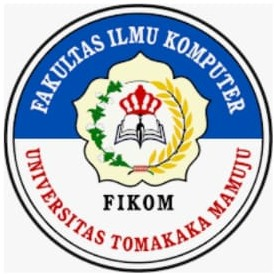 FAKULTAS ILMU KOMPUTER
FIKOM
UNIVERSITAS TOMAKAKA MAMUJU